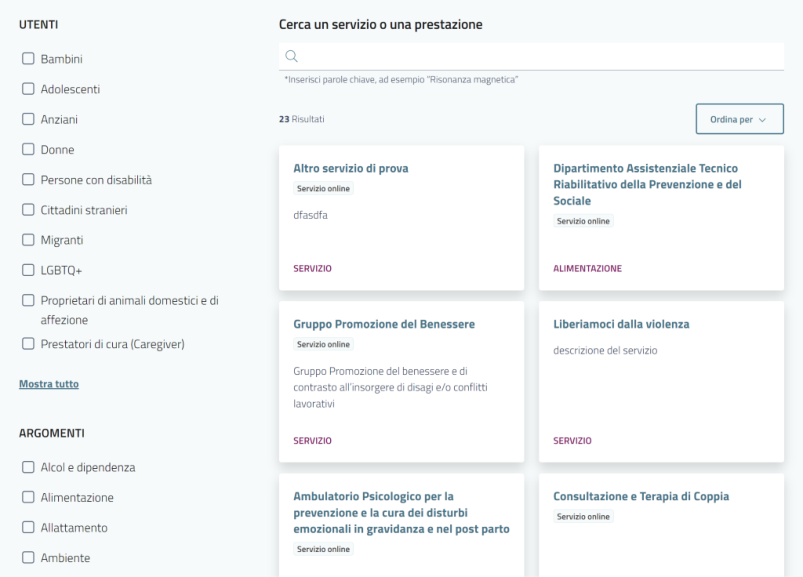 UTENTI
Bambini
Adolescenti
Anziani
Donne
Persone con disabilità
Cittadini stranieri
Migranti
LGBTQ+
Proprietari di animali domestici e di
affezione
Prestatori di cura (Caregiver)
Mostra tutto
ARGOMENTI
Alcol e dipendenza
Alimentazione
Allattamento
Ambiente
Cerca un servizio o una prestazione
*Inserisci parole chiave, ad esempio "Risonanza magnetica"
23 Risultati
Ordina per
Altro servizio di prova
Servizio online
dfasdfa
SERVIZIO
Dipartimento Assistenziale Tecnico
Riabilitativo della Prevenzione e del
Sociale
Servizio online
ALIMENTAZIONE
Gruppo Promozione del Benessere
Servizio online
Gruppo Promozione del benessere e di
contrasto all'insorgere di disagi e/o conflitti
lavorativi
SERVIZIO
Liberiamoci dalla violenza
descrizione del servizio
SERVIZIO
Ambulatorio Psicologico per la
prevenzione e la cura dei disturbi
emozionali in gravidanza e nel post parto
Servizio online
Consultazione e Terapia di Coppia
Servizio online